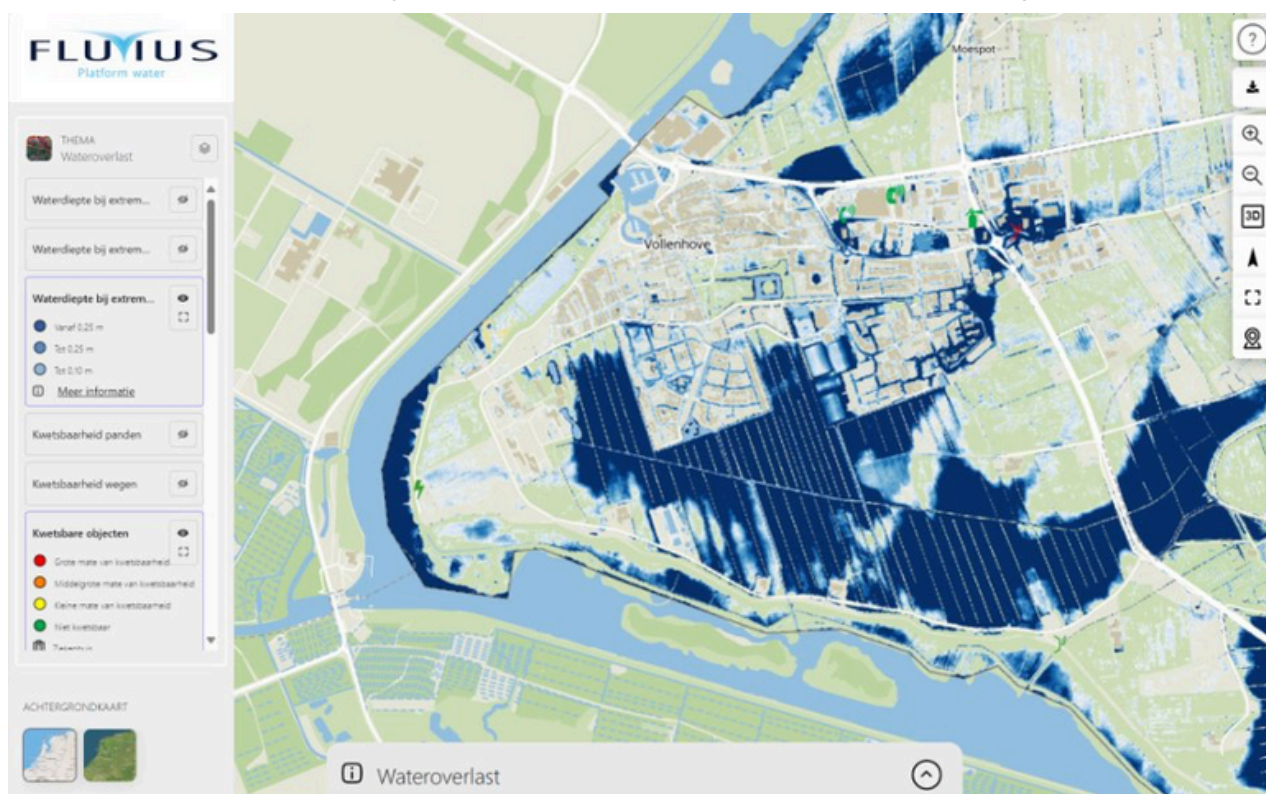 FLUVIUS
Platform water
THEMA
Wateroverlast
Waterdiepte bij extrem...
Waterdiepte bij extrem...
Waterdiepte bij extrem...
Vanaf 0,25 m
Tot 0,25 m
Tot 0,10 m
Meer informatie
Kwetsbaarheid panden
Kwetsbaarheid wegen
Kwetsbare objecten
Grote mate van kwetsbaarheid
Middelgrote mate van kwetsbaarheid
Kleine mate van kwetsbaarheid
Niet kwetsbaar
ACHTERGRONDKAART
Moespot
Vollenhove
?
3D
Wateroverlast